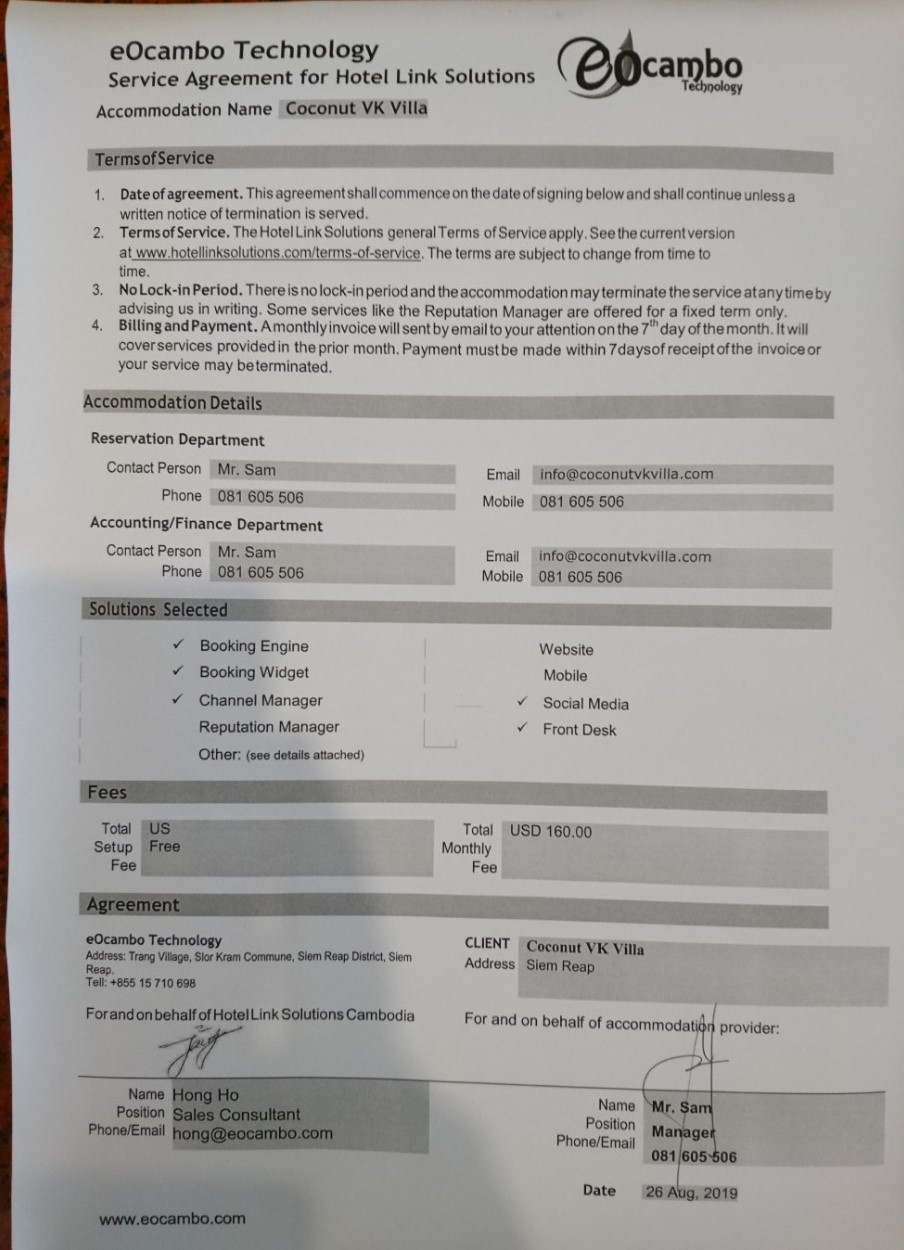 eOcambo Technology
Service Agreement for Hotel Link Solutions
eOcambo
Technology
Accommodation Name Coconut VK Villa
Terms of Service
1. Date of agreement. This agreement shall commence on the date of signing below and shall continue unless a
written notice of termination is served.
2. Terms of Service. The Hotel Link Solutions general Terms of Service apply. See the current version
at www.hotellinksolutions.com/terms-of-service. The terms are subject to change from time to
time.
3. No Lock-in Period. There is no lock-in period and the accommodation may terminate the service at any time by
advising us in writing. Some services like the Reputation Manager are offered for a fixed term only.
4. Billing and Payment. A monthly invoice will sent by email to your attention on the 7th day of the month. It will
cover services provided in the prior month. Payment must be made within 7 days of receipt of the invoice or
your service may be terminated.
Accommodation Details
Reservation Department
Contact Person Mr. Sam Email info@coconutvkvilla.com
Phone 081 605 506 Mobile 081 605 506
Accounting/Finance Department
Contact Person Mr. Sam Email info@coconutvkvilla.com
Phone 081 605 506 Mobile 081 605 506
Solutions Selected
✓ Booking Engine Website
✓ Booking Widget Mobile
✓ Channel Manager ✓ Social Media
Reputation Manager ✓ Front Desk
Other: (see details attached)
Fees
Total US Total USD 160.00
Setup Free Monthly
Fee Fee
Agreement
eOcambo Technology
Address: Trang Village, Slor Kram Commune, Siem Reap District, Siem
Reap.
Tell: +855 15 710 698
CLIENT Coconut VK Villa
Address Siem Reap
For and on behalf of Hotel Link Solutions Cambodia
For and on behalf of accommodation provider:
Name Hong Ho
Position Sales Consultant
Phone/Email hong@eocambo.com
Name Mr. Sam
Position Manager
Phone/Email 081 605 506
Date 26 Aug, 2019
www.eocambo.com